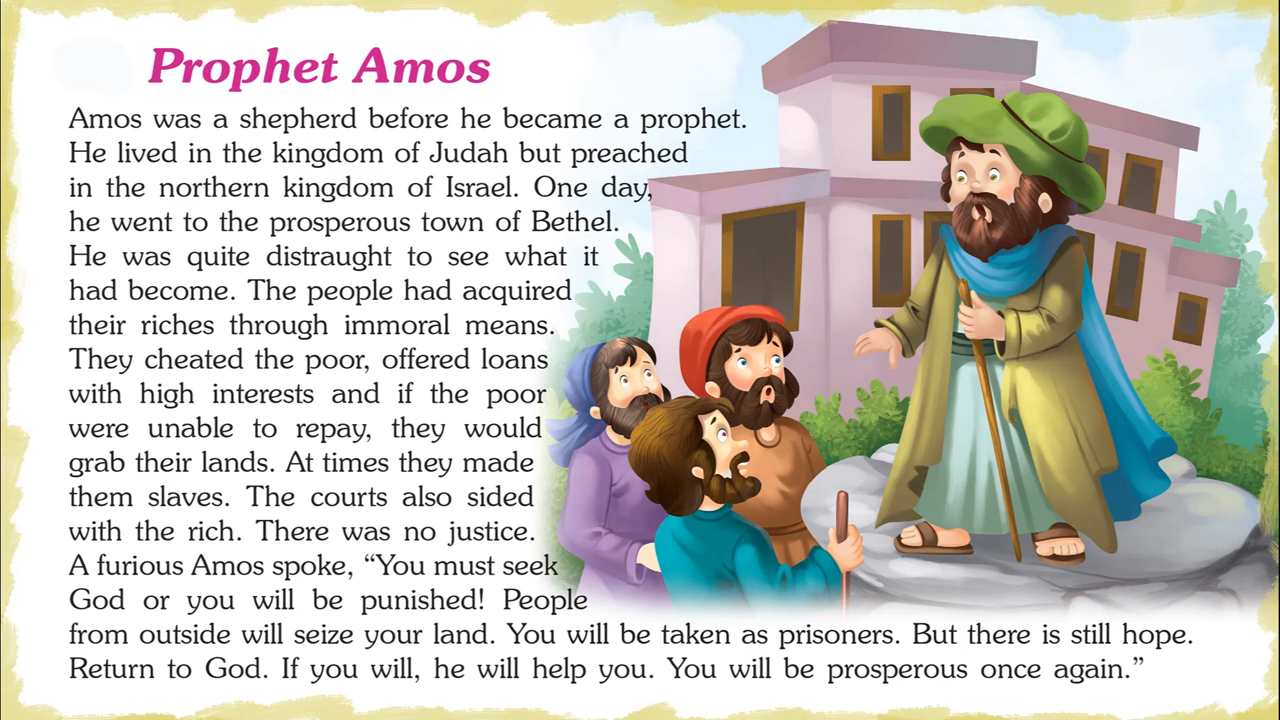 Prophet Amos
Amos was a shepherd before he became a prophet.
He lived in the kingdom of Judah but preached
in the northern kingdom of Israel. One day,
he went to the prosperous town of Bethel.
He was quite distraught to see what it
had become. The people had acquired
their riches through immoral means.
They cheated the poor, offered loans
with high interests and if the poor
were unable to repay, they would
grab their lands. At times they made
them slaves. The courts also sided
with the rich. There was no justice.
A furious Amos spoke, “You must seek
God or you will be punished! People
from outside will seize your land. You will be taken as prisoners. But there is still hope.
Return to God. If you will, he will help you. You will be prosperous once again.”